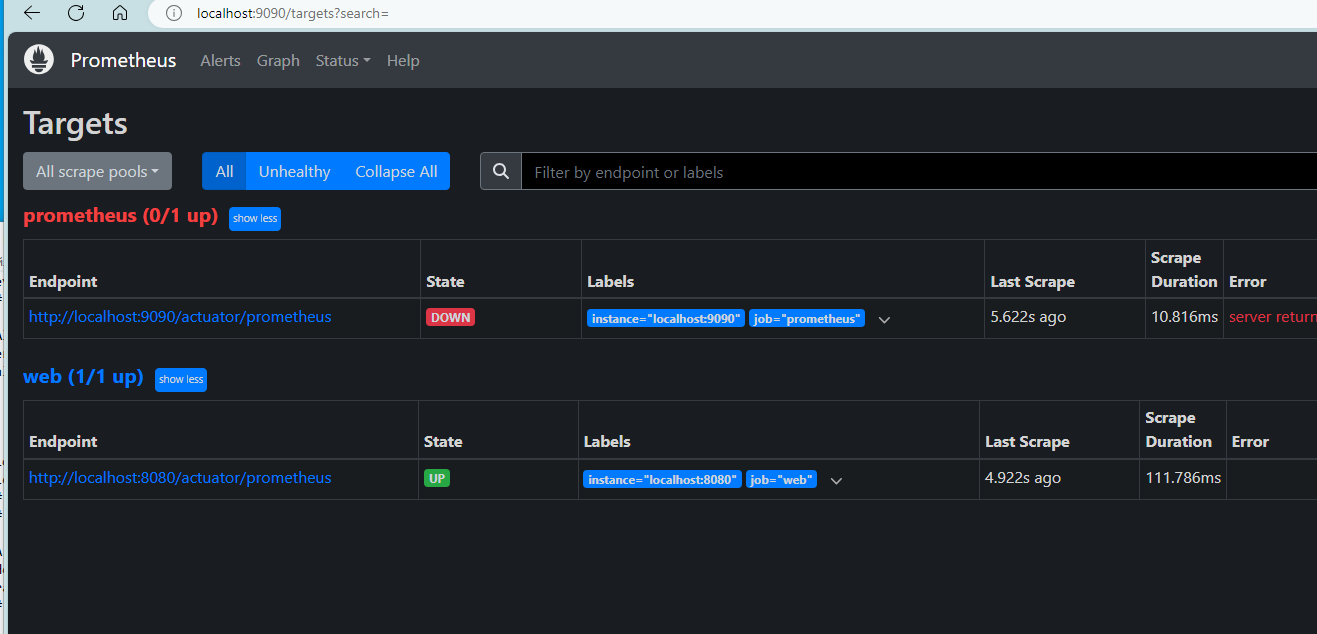 localhost:9090/targets?search=
Prometheus Alerts Graph Status Help
Targets
All scrape pools All Unhealthy Collapse All Filter by endpoint or labels
prometheus (0/1 up) show less
Endpoint State Labels Last Scrape Scrape Duration Error
http://localhost:9090/actuator/prometheus DOWN instance="localhost:9090" job="prometheus" 5.622s ago 10.816ms server return
web (1/1 up) show less
Endpoint State Labels Last Scrape Scrape Duration Error
http://localhost:8080/actuator/prometheus UP instance="localhost:8080" job="web" 4.922s ago 111.786ms